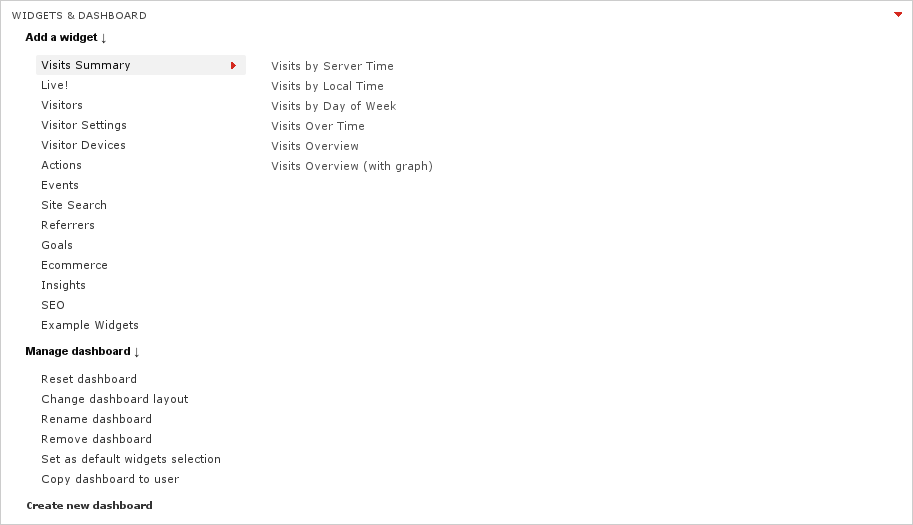 WIDGETS & DASHBOARD
Add a widget ↓
Visits Summary
Live!
Visitors
Visitor Settings
Visitor Devices
Actions
Events
Site Search
Referrers
Goals
Ecommerce
Insights
SEO
Example Widgets
Visits by Server Time
Visits by Local Time
Visits by Day of Week
Visits Over Time
Visits Overview
Visits Overview (with graph)
Manage dashboard ↓
Reset dashboard
Change dashboard layout
Rename dashboard
Remove dashboard
Set as default widgets selection
Copy dashboard to user
Create new dashboard